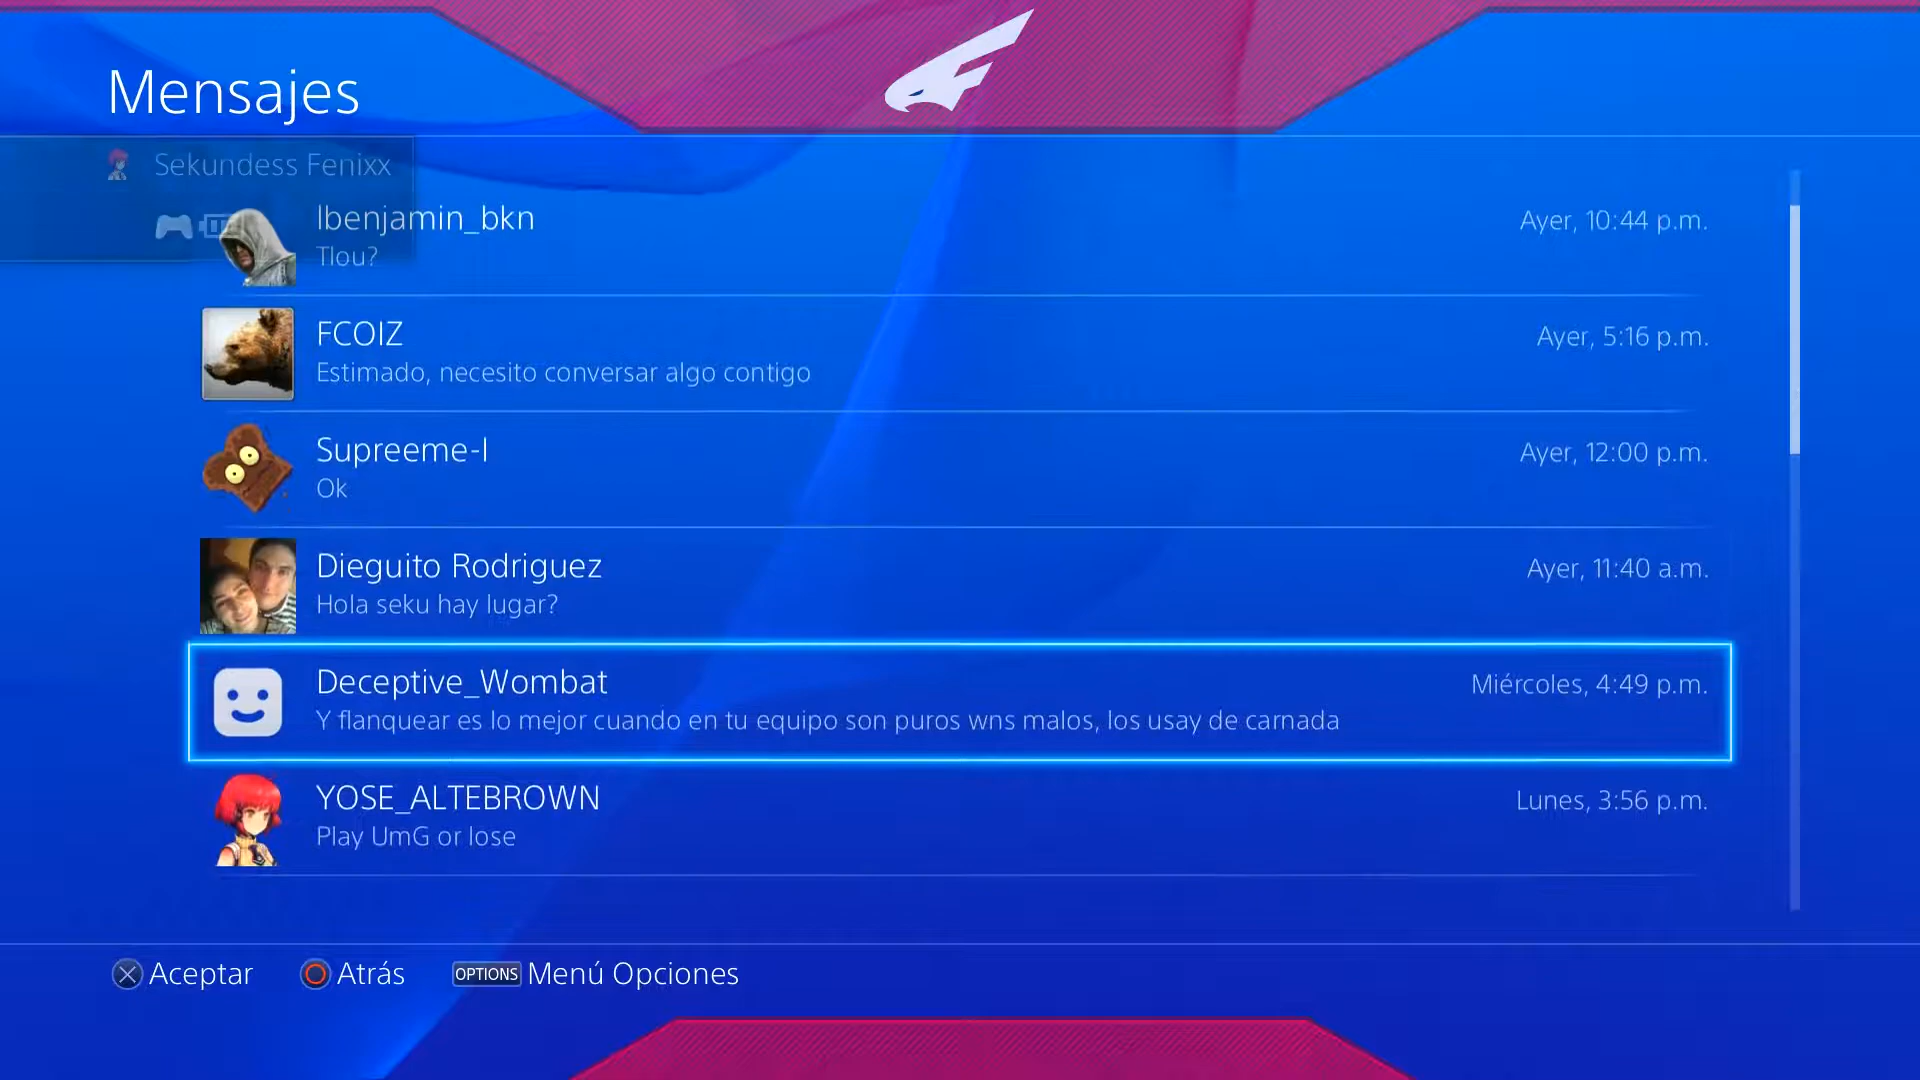 Mensajes
Sekundess Fenixx
lbenjamin_bkn
Ayer, 10:44 p.m.
Tlou?
FCOIZ
Ayer, 5:16 p.m.
Estimado, necesito conversar algo contigo
Supreeme-l
Ayer, 12:00 p.m.
Ok
Dieguito Rodriguez
Ayer, 11:40 a.m.
Hola seku hay lugar?
Deceptive_Wombat
Miércoles, 4:49 p.m.
Y flanquear es lo mejor cuando en tu equipo son puros wns malos, los usay de carnada
YOSE_ALTEBROWN
Lunes, 3:56 p.m.
Play UmG or lose
Aceptar
Atrás
OPTIONS Menú Opciones